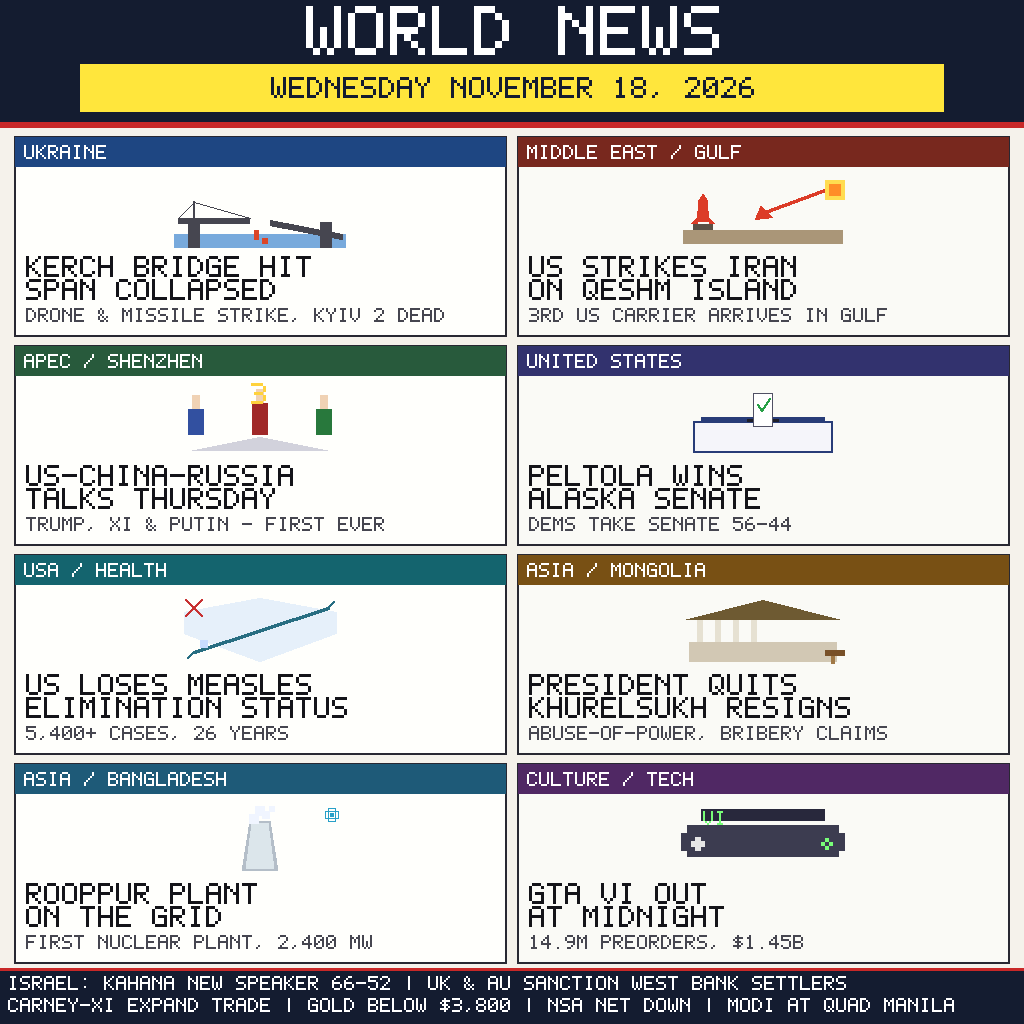 WORLD NEWS
WEDNESDAY NOVEMBER 18, 2026
UKRAINE
KERCH BRIDGE HIT
SPAN COLLAPSED
DRONE & MISSILE STRIKE, KYIV 2 DEAD
MIDDLE EAST / GULF
US STRIKES IRAN
ON QESHM ISLAND
3RD US CARRIER ARRIVES IN GULF
APEC / SHENZHEN
US-CHINA-RUSSIA
TALKS THURSDAY
TRUMP, XI & PUTIN - FIRST EVER
UNITED STATES
PELTOLA WINS
ALASKA SENATE
DEMS TAKE SENATE 56-44
USA / HEALTH
US LOSES MEASLES
ELIMINATION STATUS
5,400+ CASES, 26 YEARS
ASIA / MONGOLIA
PRESIDENT QUITS
KHURELSUKH RESIGNS
ABUSE-OF-POWER, BRIBERY CLAIMS
ASIA / BANGLADESH
ROOPPUR PLANT
ON THE GRID
FIRST NUCLEAR PLANT, 2,400 MW
CULTURE / TECH
VI
GTA VI OUT
AT MIDNIGHT
14.9M PREORDERS, $1.45B
ISRAEL: KAHANA NEW SPEAKER 66-52 | UK & AU SANCTION WEST BANK SETTLERS
CARNEY-XI EXPAND TRADE | GOLD BELOW $3,800 | NSA NET DOWN | MODI AT QUAD MANILA